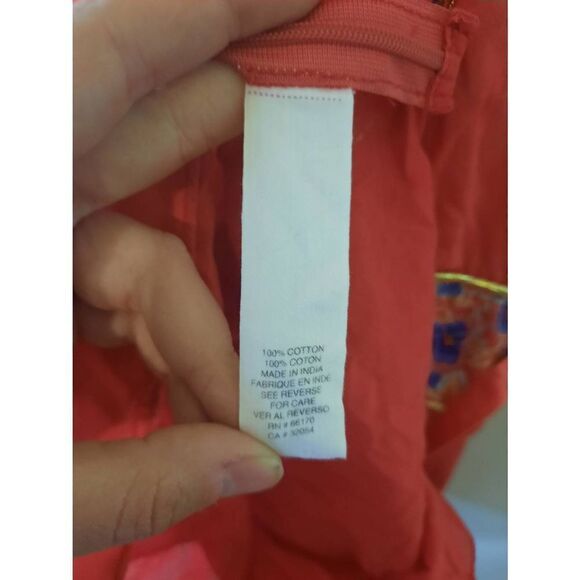 100% COTTON
100% COTON
MADE IN INDIA
FABRIQUE EN INDE
SEE REVERSE
FOR CARE
VER AL REVERSO
RN # 66170
CA # 32054